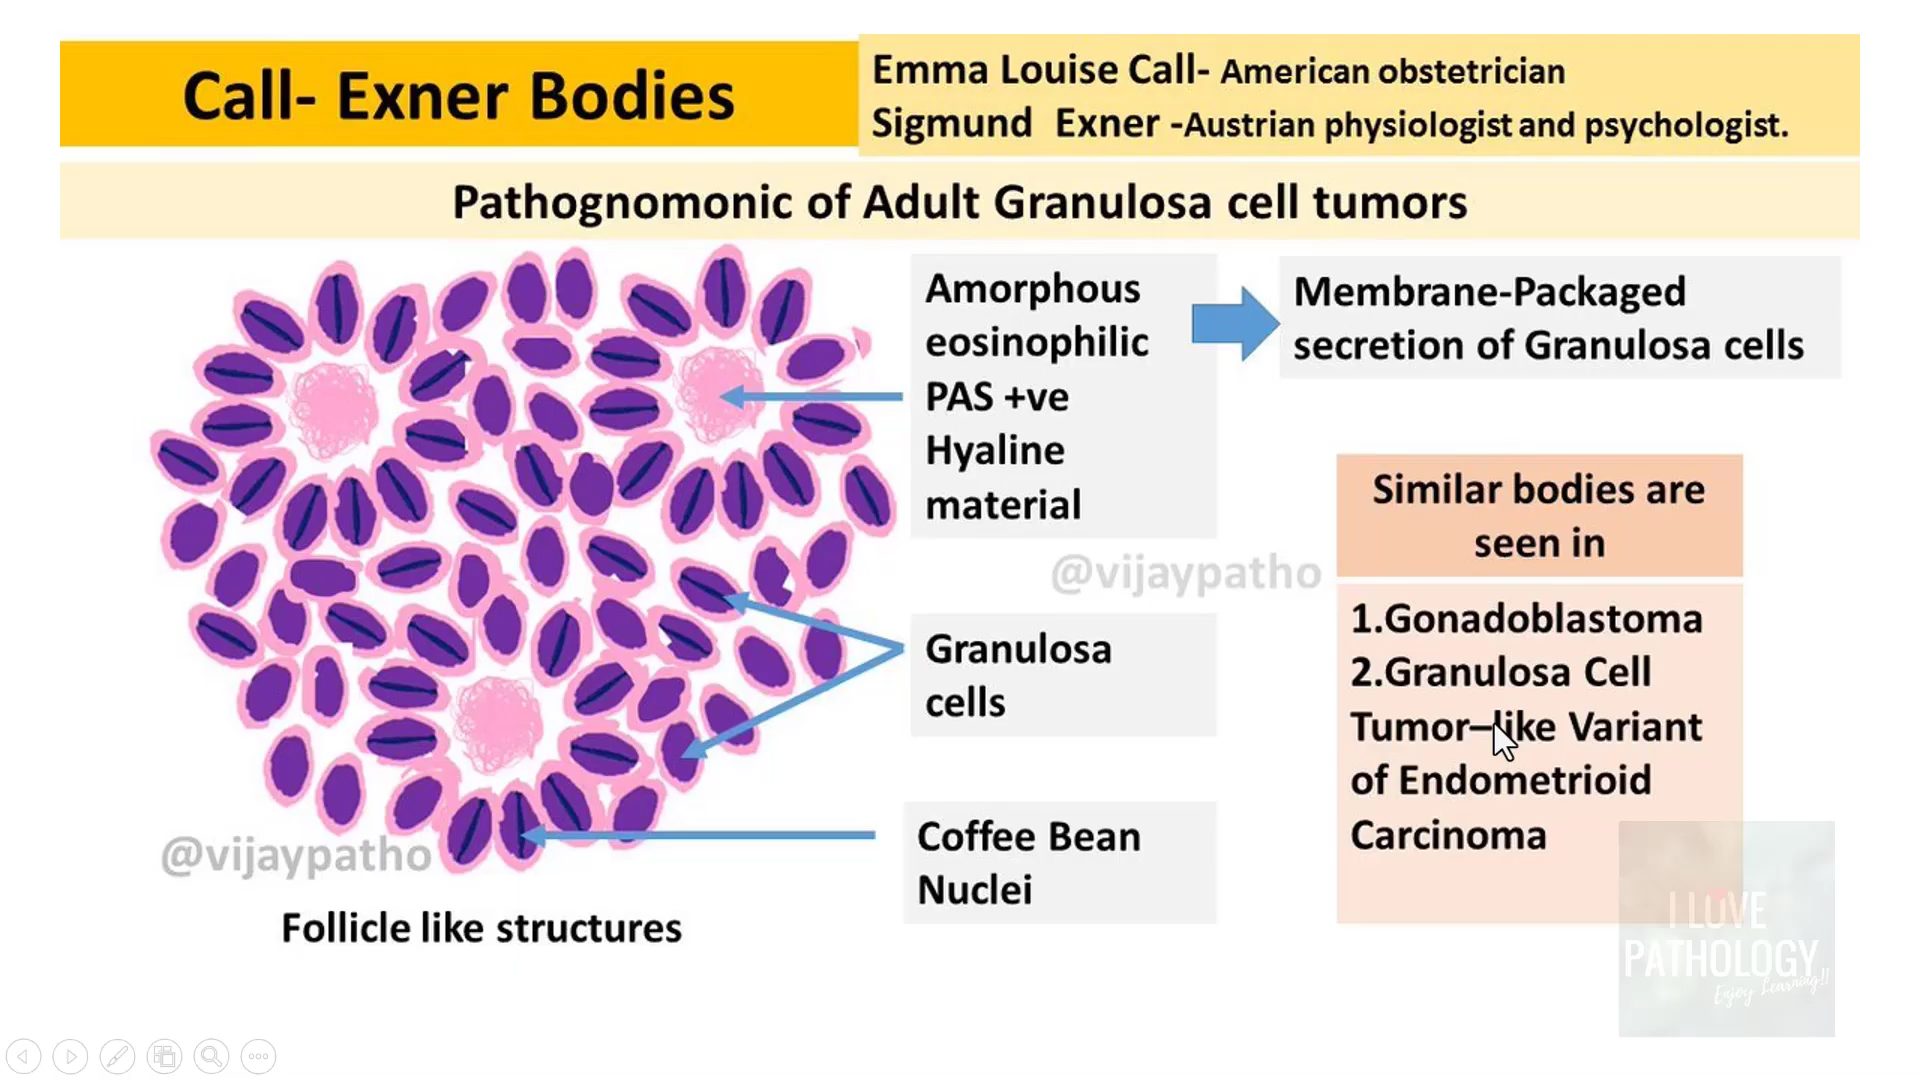 Call- Exner Bodies
Emma Louise Call- American obstetrician
Sigmund Exner -Austrian physiologist and psychologist.
Pathognomonic of Adult Granulosa cell tumors
Amorphous
eosinophilic
PAS +ve
Hyaline
material
Membrane-Packaged
secretion of Granulosa cells
Similar bodies are
seen in
1.Gonadoblastoma
2.Granulosa Cell
Tumor–like Variant
of Endometrioid
Carcinoma
@vijaypatho
Granulosa
cells
Coffee Bean
Nuclei
@vijaypatho
Follicle like structures
I LOVE
PATHOLOGY
Enjoy Learning!!